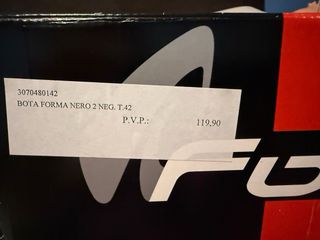 3070480142
BOTA FORMA NERO 2 NEG. T.42
P.V.P.: 119,90